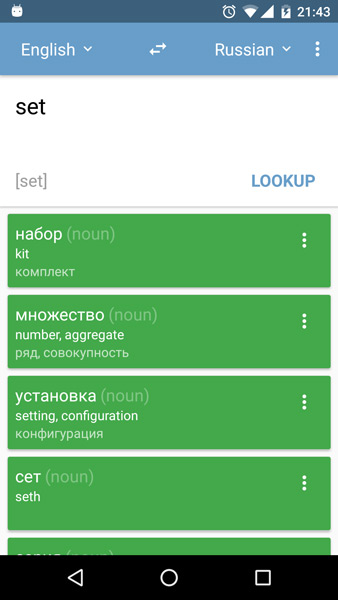 21:43
English Russian
set
[set] LOOKUP
набор (noun)
kit
комплект
множество (noun)
number, aggregate
ряд, совокупность
установка (noun)
setting, configuration
конфигурация
сет (noun)
seth